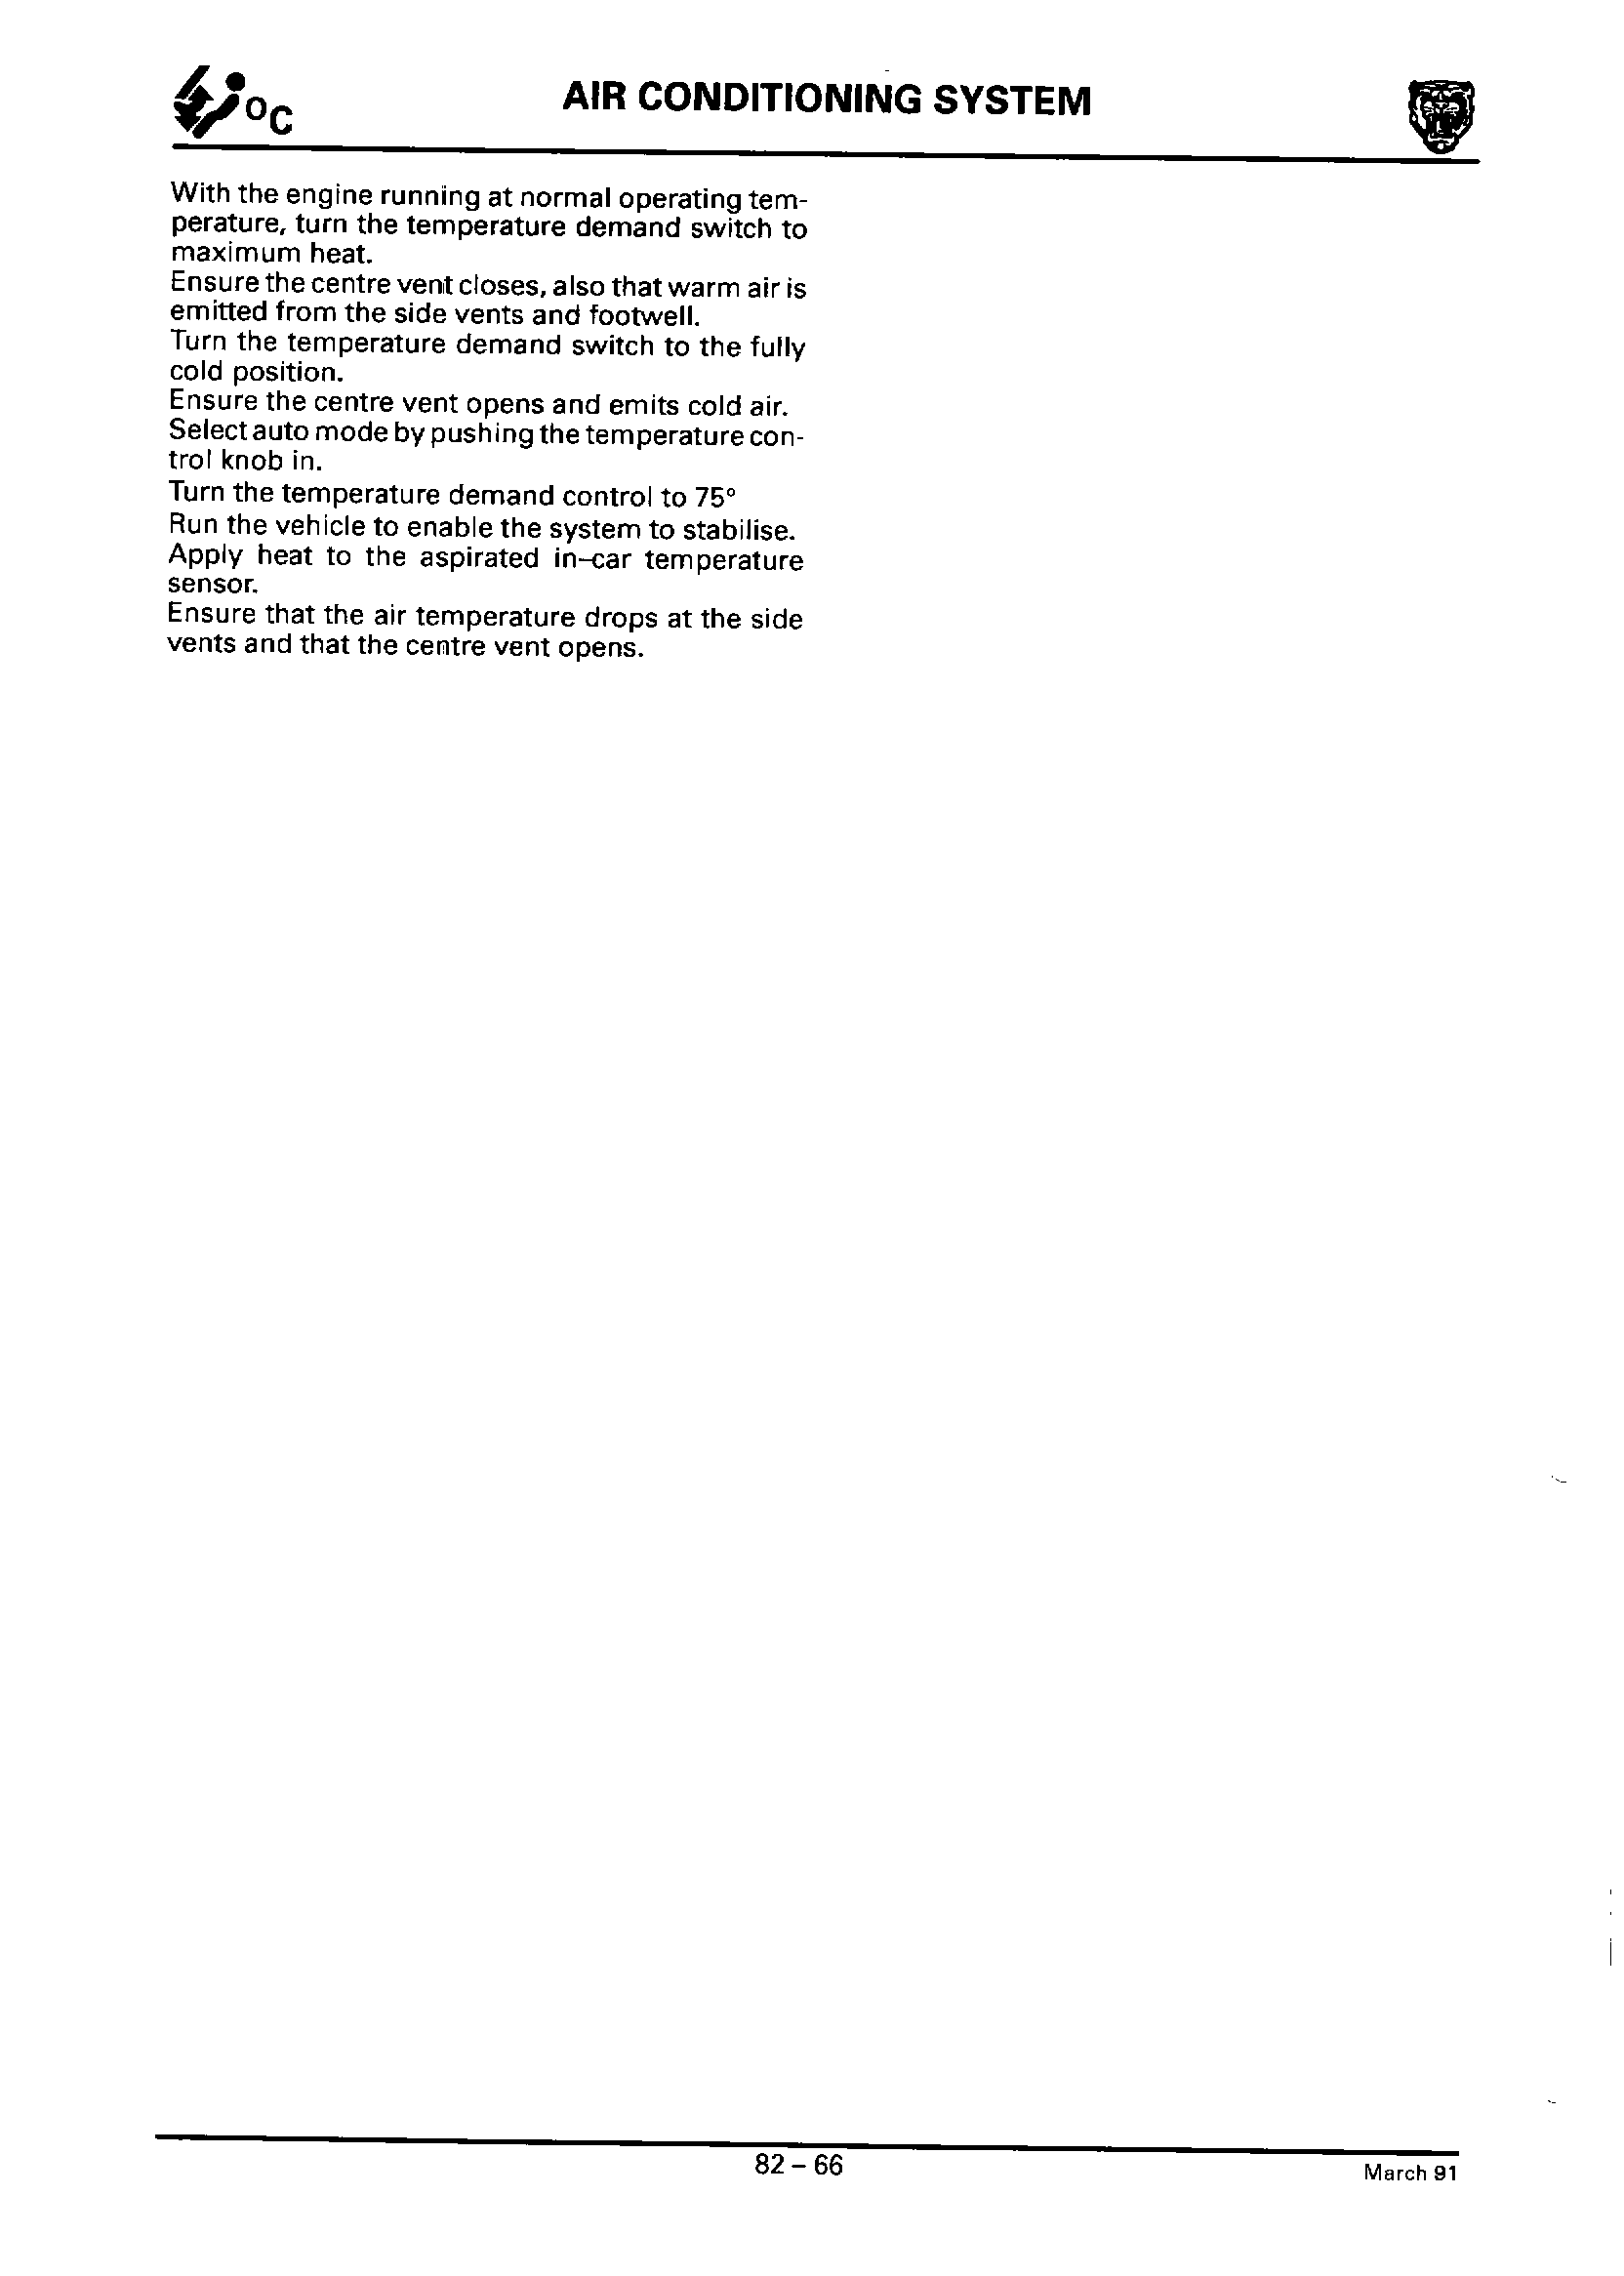 °C
AIR CONDITIONING SYSTEM
With the engine running at normal operating tem-
perature, turn the temperature demand switch to
maximum heat.
Ensure the centre vent closes, also that warm air is
emitted from the side vents and footwell.
Turn the temperature demand switch to the fully
cold position.
Ensure the centre vent opens and emits cold air.
Select auto mode by pushing the temperature con-
trol knob in.
Turn the temperature demand control to 75°
Run the vehicle to enable the system to stabilise.
Apply heat to the aspirated in-car temperature
sensor.
Ensure that the air temperature drops at the side
vents and that the centre vent opens.
82 – 66
March 91